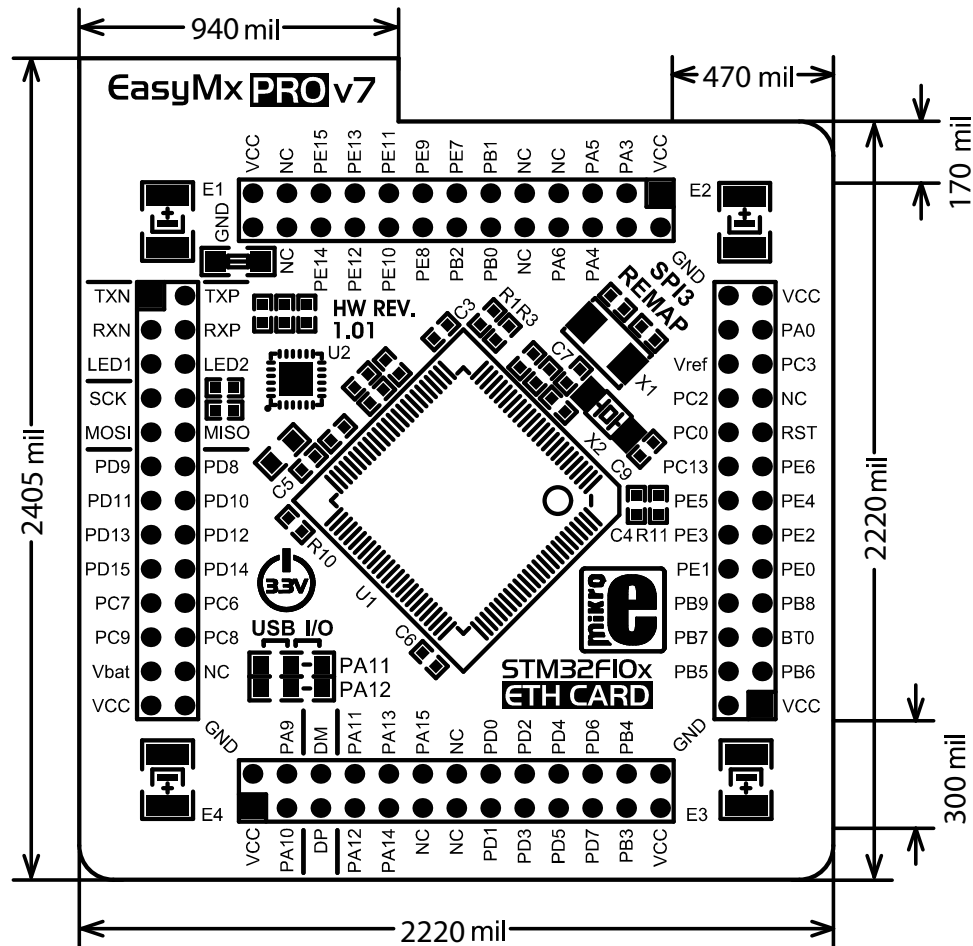 940 mil
470 mil
170 mil
EasyMx PRO v7
VCC NC PE15 PE13 PE11 PE9 PE7 PB1 NC NC PA5 PA3 VCC
E1 E2
GND
NC PE14 PE12 PE10 PE8 PB2 PB0 NC PA6 PA4 GND
TXN TXP
RXN RXP
LED1 LED2
SCK
MOSI MISO
PD9 PD8
PD11 PD10
PD13 PD12
PD15 PD14
PC7 PC6
PC9 PC8
Vbat NC
VCC
GND
HW REV.
1.01
U2
C3
R1R3
SPI3
REMAP
C7
X1
10H
X2
C9
C5
R10
U1
C4 R11
C6
3.3V
USB I/O
PA11
PA12
mikro
e
STM32F10x
ETH CARD
VCC
PA0
Vref PC3
PC2 NC
PC0 RST
PC13 PE6
PE5 PE4
PE3 PE2
PE1 PE0
PB9 PB8
PB7 BT0
PB5 PB6
GND VCC
PA9 DM PA11 PA13 PA15 NC PD0 PD2 PD4 PD6 PB4
E4 E3
VCC PA10 DP PA12 PA14 NC NC PD1 PD3 PD5 PD7 PB3 VCC
2405 mil
2220 mil
300 mil
2220 mil